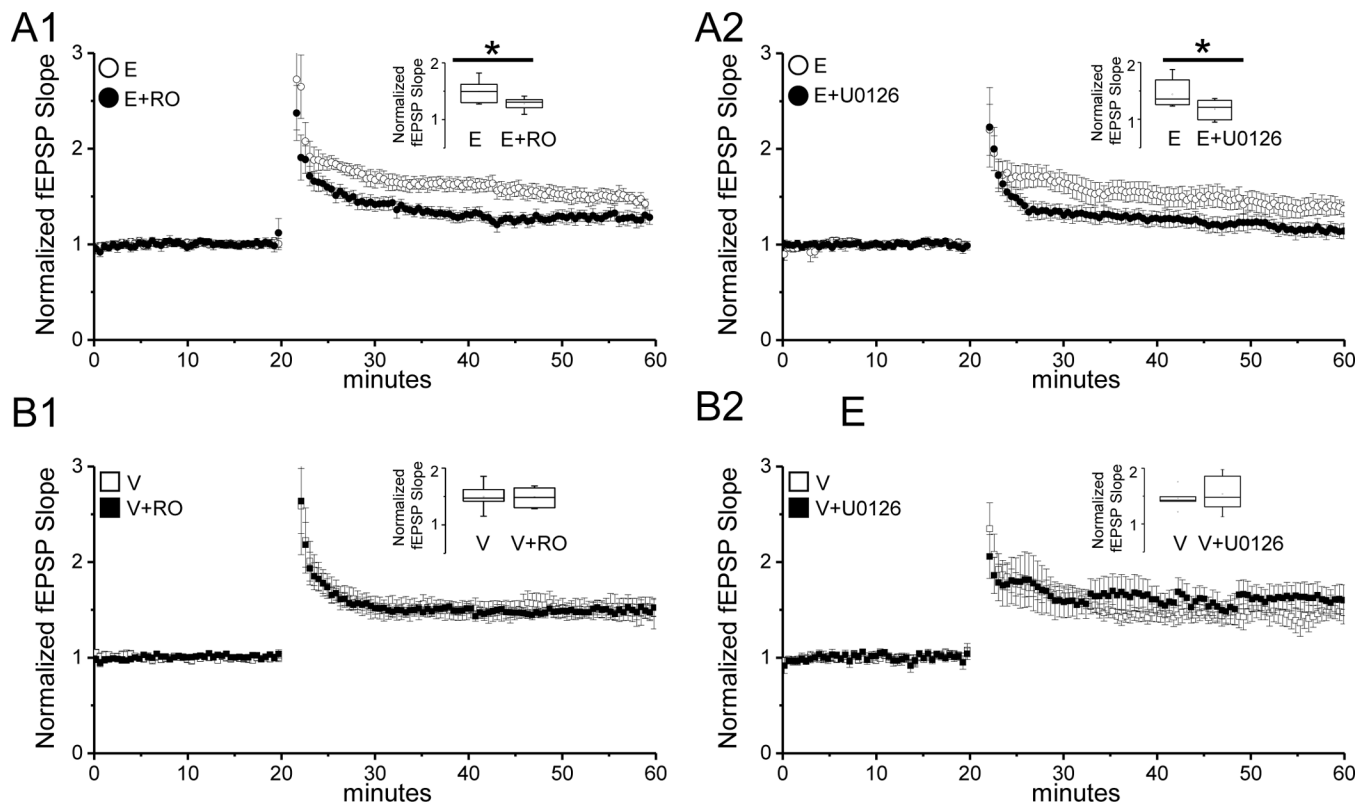 A1
Normalized fEPSP Slope
3
2
1
0
E
E+RO
Normalized
fEPSP Slope
2
1
*
E E+RO
0 10 20 30 40 50 60
minutes
A2
Normalized fEPSP Slope
3
2
1
0
E
E+U0126
Normalized
fEPSP Slope
2
1
*
E E+U0126
0 10 20 30 40 50 60
minutes
B1
Normalized fEPSP Slope
3
2
1
0
V
V+RO
Normalized
fEPSP Slope
2
1
V V+RO
0 10 20 30 40 50 60
minutes
B2 E
Normalized fEPSP Slope
3
2
1
0
V
V+U0126
Normalized
fEPSP Slope
2
1
V V+U0126
0 10 20 30 40 50 60
minutes